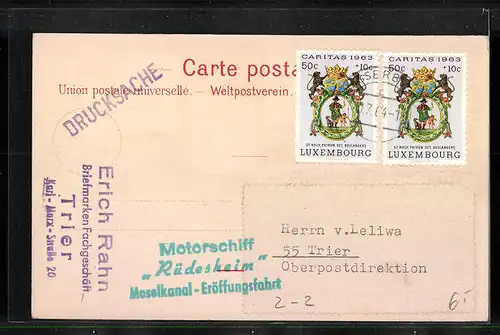 Carte posta
Union postale universelle. – Weltpostverein.
DRUCKSACHE
CARITAS 1963
50c +10c
ST ROCH PATRON DES BOULANGERS
LUXEMBOURG
CARITAS 1963
50c +10c
ST ROCH PATRON DES BOULANGERS
LUXEMBOURG
Erich Rahn
Briefmarken Fachgeschäft
Trier
Karl-Marx-Straße 20
Motorschiff
„Rüdesheim"
Moselkanal-Eröffnungsfahrt
Herrn v.Leliwa
55 Trier
Oberpostdirektion
2-2
6.-